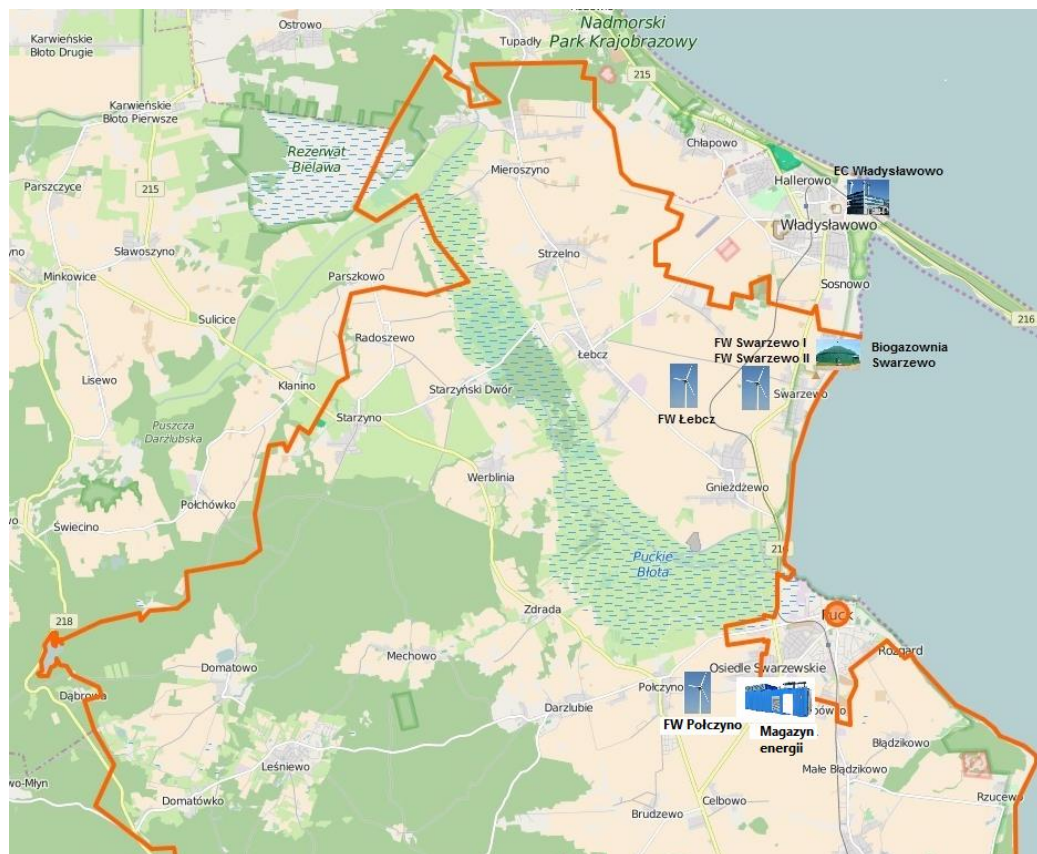 Ostrowo
Karwieńskie
Błoto Drugie
Tupadły
Nadmorski
Park Krajobrazowy
215
Karwieńskie
Błoto Pierwsze
Chłapowo
Rezerwat
Bielawa
Mieroszyno
Hallerowo
EC Władysławowo
Parszczyce
215
Władysławowo
Sławoszyno
Strzelno
Minkowice
Parszkowo
Sosnowo
Sulicice
216
Radoszewo
Łebcz
FW Swarzewo I
FW Swarzewo II
Biogazownia
Swarzewo
Lisewo
Kłanino
Starzyński Dwór
Swarzewo
FW Łebcz
Starzyno
Puszcza
Darżlubska
Werblinia
Połchówko
Gnieżdżewo
Świecino
Puckie
Błota
Zdrada
Puck
218
Mechowo
Rozgard
Domatowo
Osiedle Swarzewskie
Połczyno
Dąbrowa
Darzlubie
FW Połczyno
Magazyn
energii
Błądzikowo
Leśniewo
Małe Błądzikowo
Domatówko
Celbowo
Rzucewo
Brudzewo